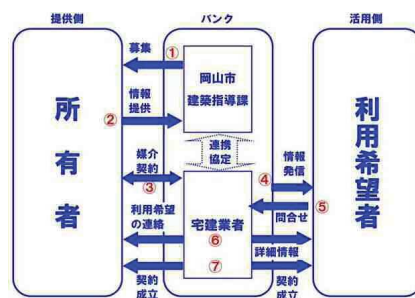 提供側
バンク
活用側
募集
①
岡山市
建築指導課
情報
提供
②
所有者
利用希望者
連携
協定
媒介
契約
③
④
情報
発信
宅建業者
⑤
問合せ
利用希望
の連絡
⑥
詳細情報
⑦
契約
成立
契約
成立